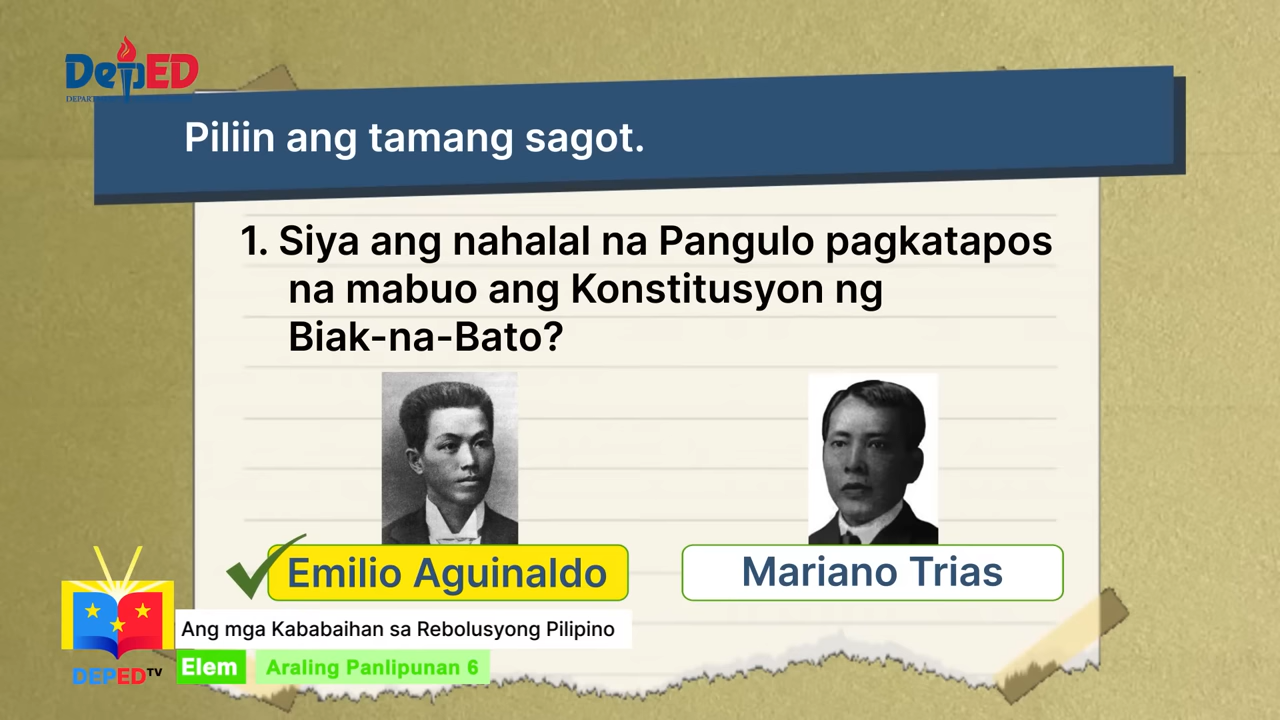 DepED
Piliin ang tamang sagot.
1. Siya ang nahalal na Pangulo pagkatapos
na mabuo ang Konstitusyon ng
Biak-na-Bato?
Emilio Aguinaldo
Mariano Trias
Ang mga Kababaihan sa Rebolusyong Pilipino
DEPED TV
Elem
Araling Panlipunan 6